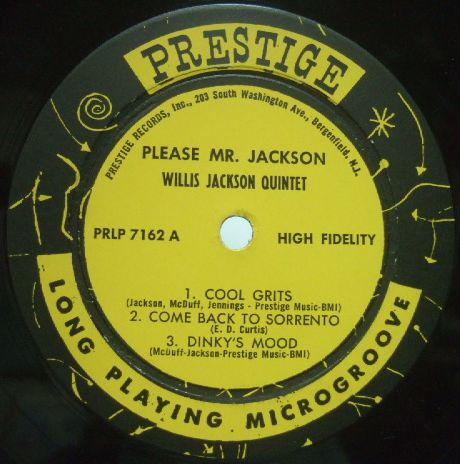 PRESTIGE
PRESTIGE RECORDS, Inc., 203 South Washington Ave., Bergenfield, N.J.
PLEASE MR. JACKSON
WILLIS JACKSON QUINTET
PRLP 7162 A
HIGH FIDELITY
1. COOL GRITS
(Jackson, McDuff, Jennings - Prestige Music-BMI)
2. COME BACK TO SORRENTO
(E. D. Curtis)
3. DINKY'S MOOD
(McDuff-Jackson-Prestige Music-BMI)
LONG PLAYING MICROGROOVE